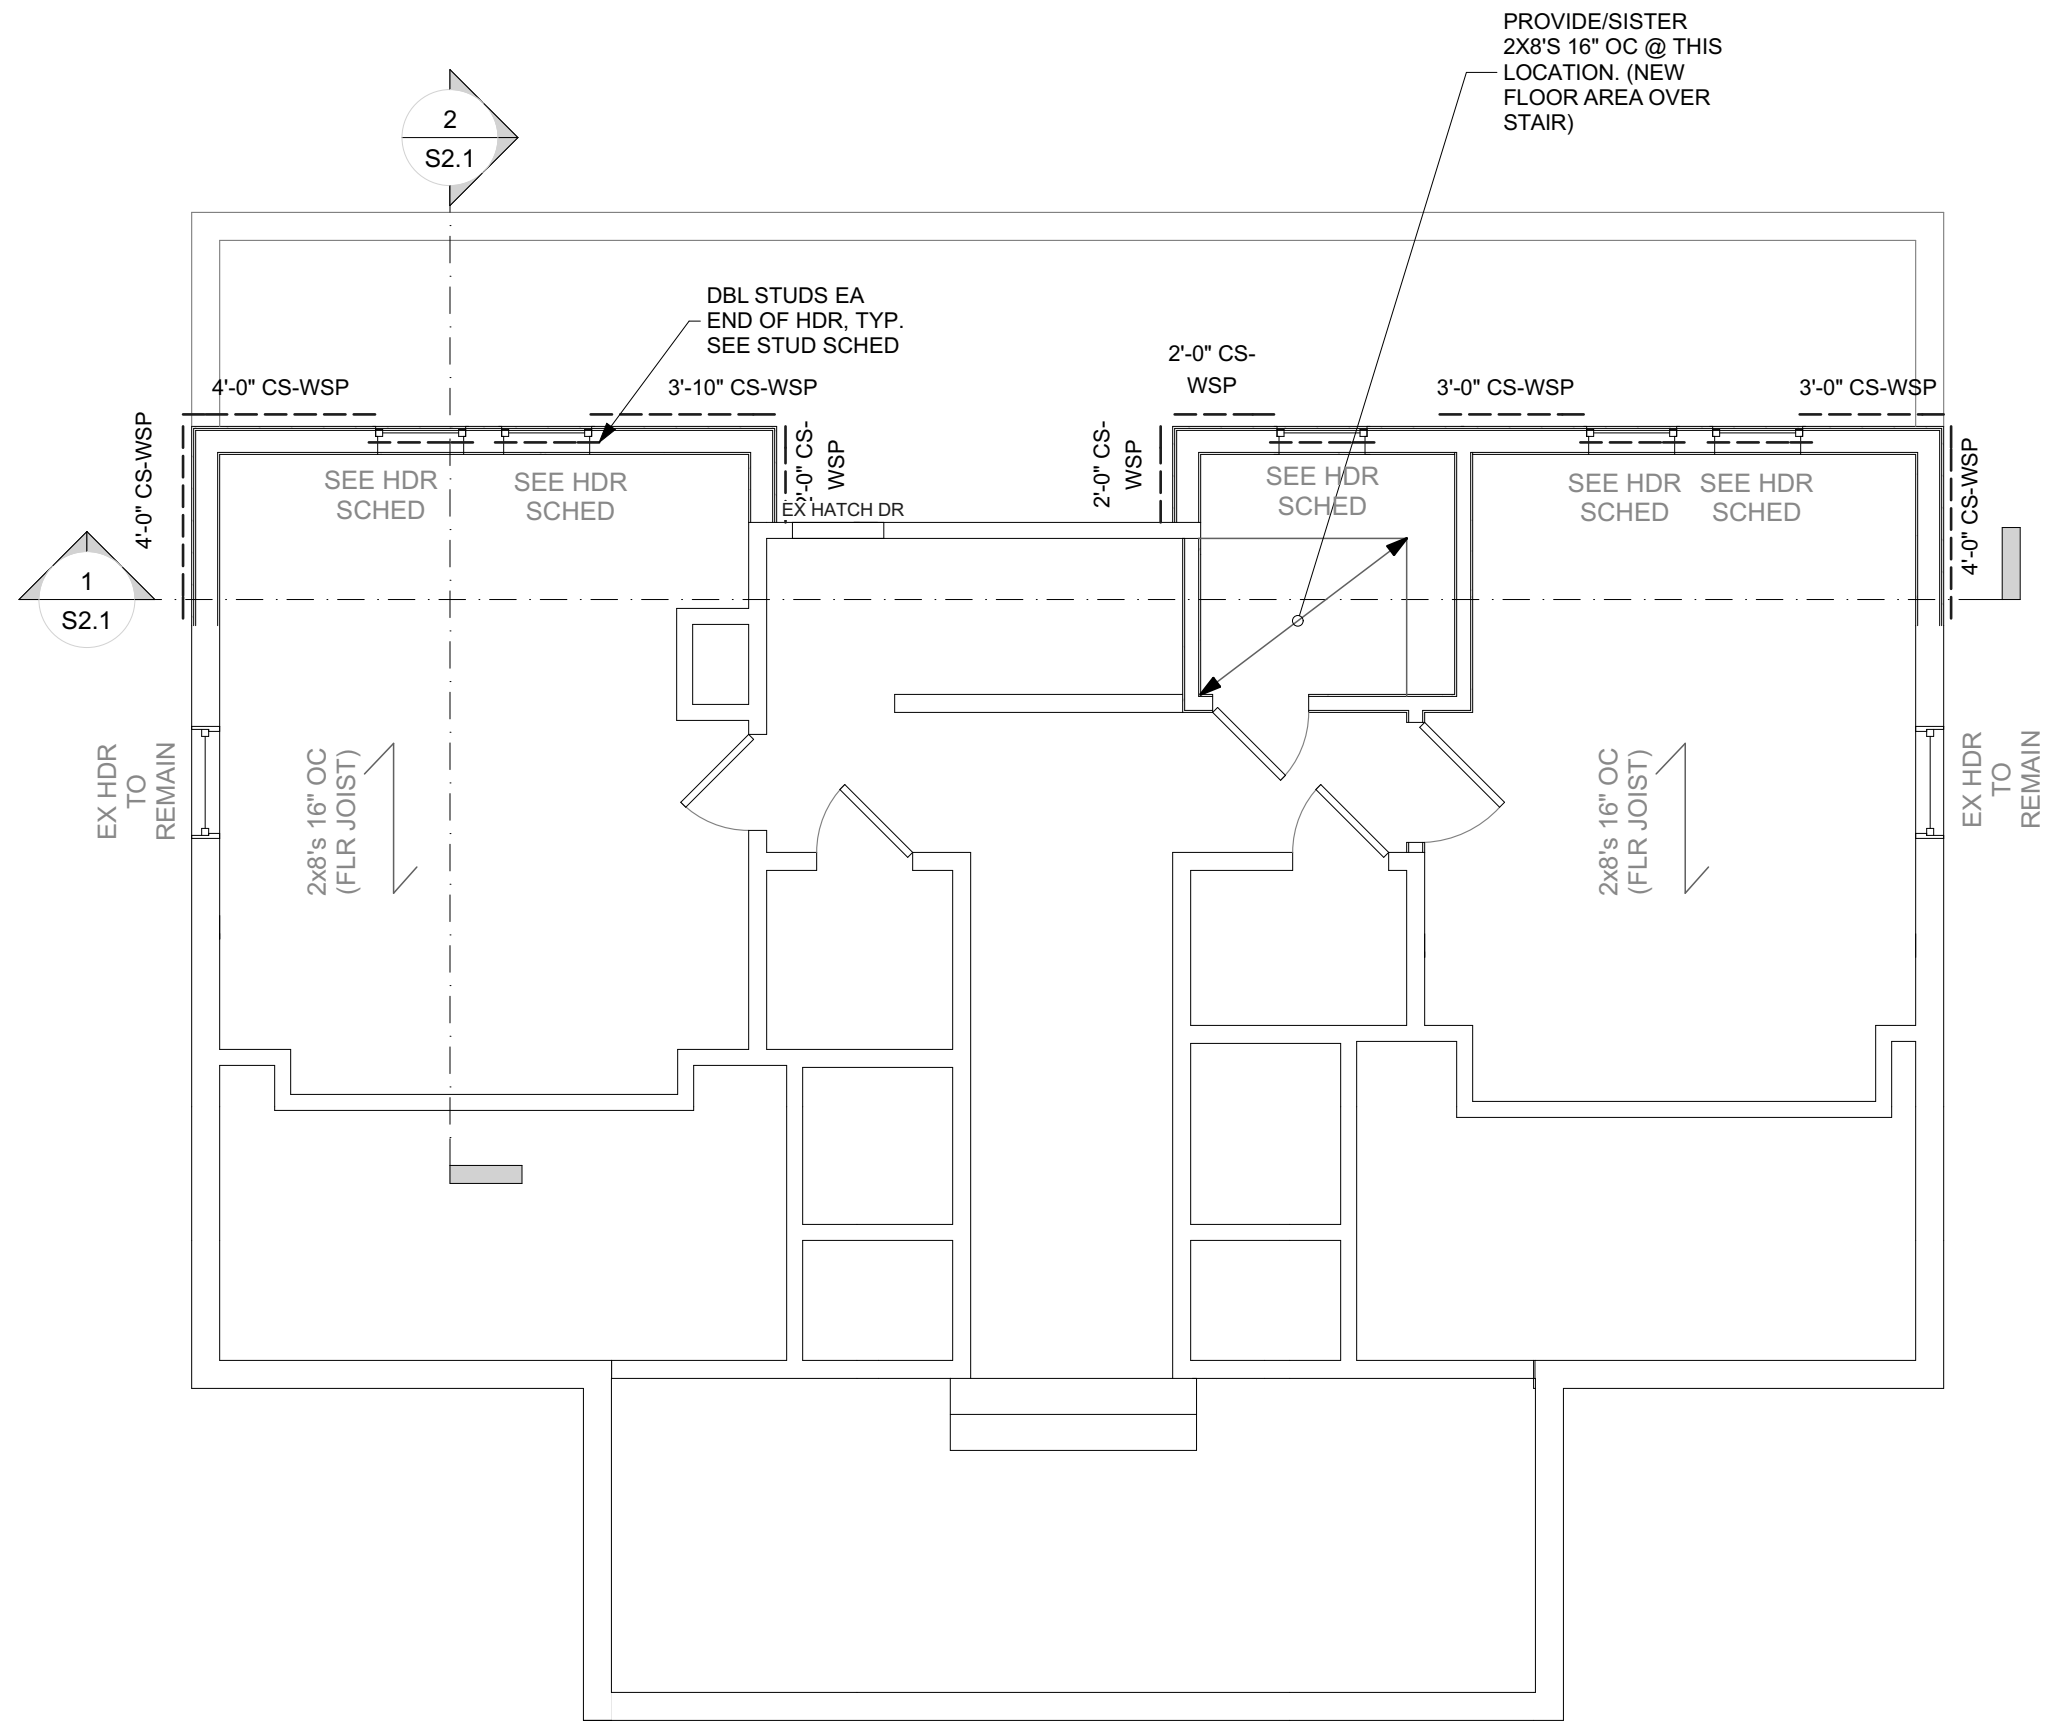 PROVIDE/SISTER
2X8'S 16" OC @ THIS
LOCATION. (NEW
FLOOR AREA OVER
STAIR)
2
S2.1
DBL STUDS EA
END OF HDR, TYP.
SEE STUD SCHED
4'-0" CS-WSP
3'-10" CS-WSP
2'-0" CS-
WSP
3'-0" CS-WSP
3'-0" CS-WSP
4'-0" CS-WSP
CS-
WSP
2'-0" CS-
WSP
4'-0" CS-WSP
SEE HDR
SCHED
SEE HDR
SCHED
SEE HDR
SCHED
SEE HDR
SCHED
SEE HDR
SCHED
EX HATCH DR
1
S2.1
EX HDR
TO
REMAIN
2x8's 16" OC
(FLR JOIST)
2x8's 16" OC
(FLR JOIST)
EX HDR
TO
REMAIN